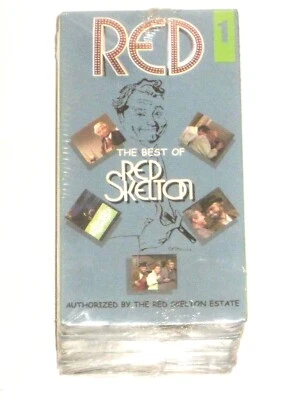 RED
1
THE BEST OF
RED
SKELTON
AUTHORIZED BY THE RED SKELTON ESTATE